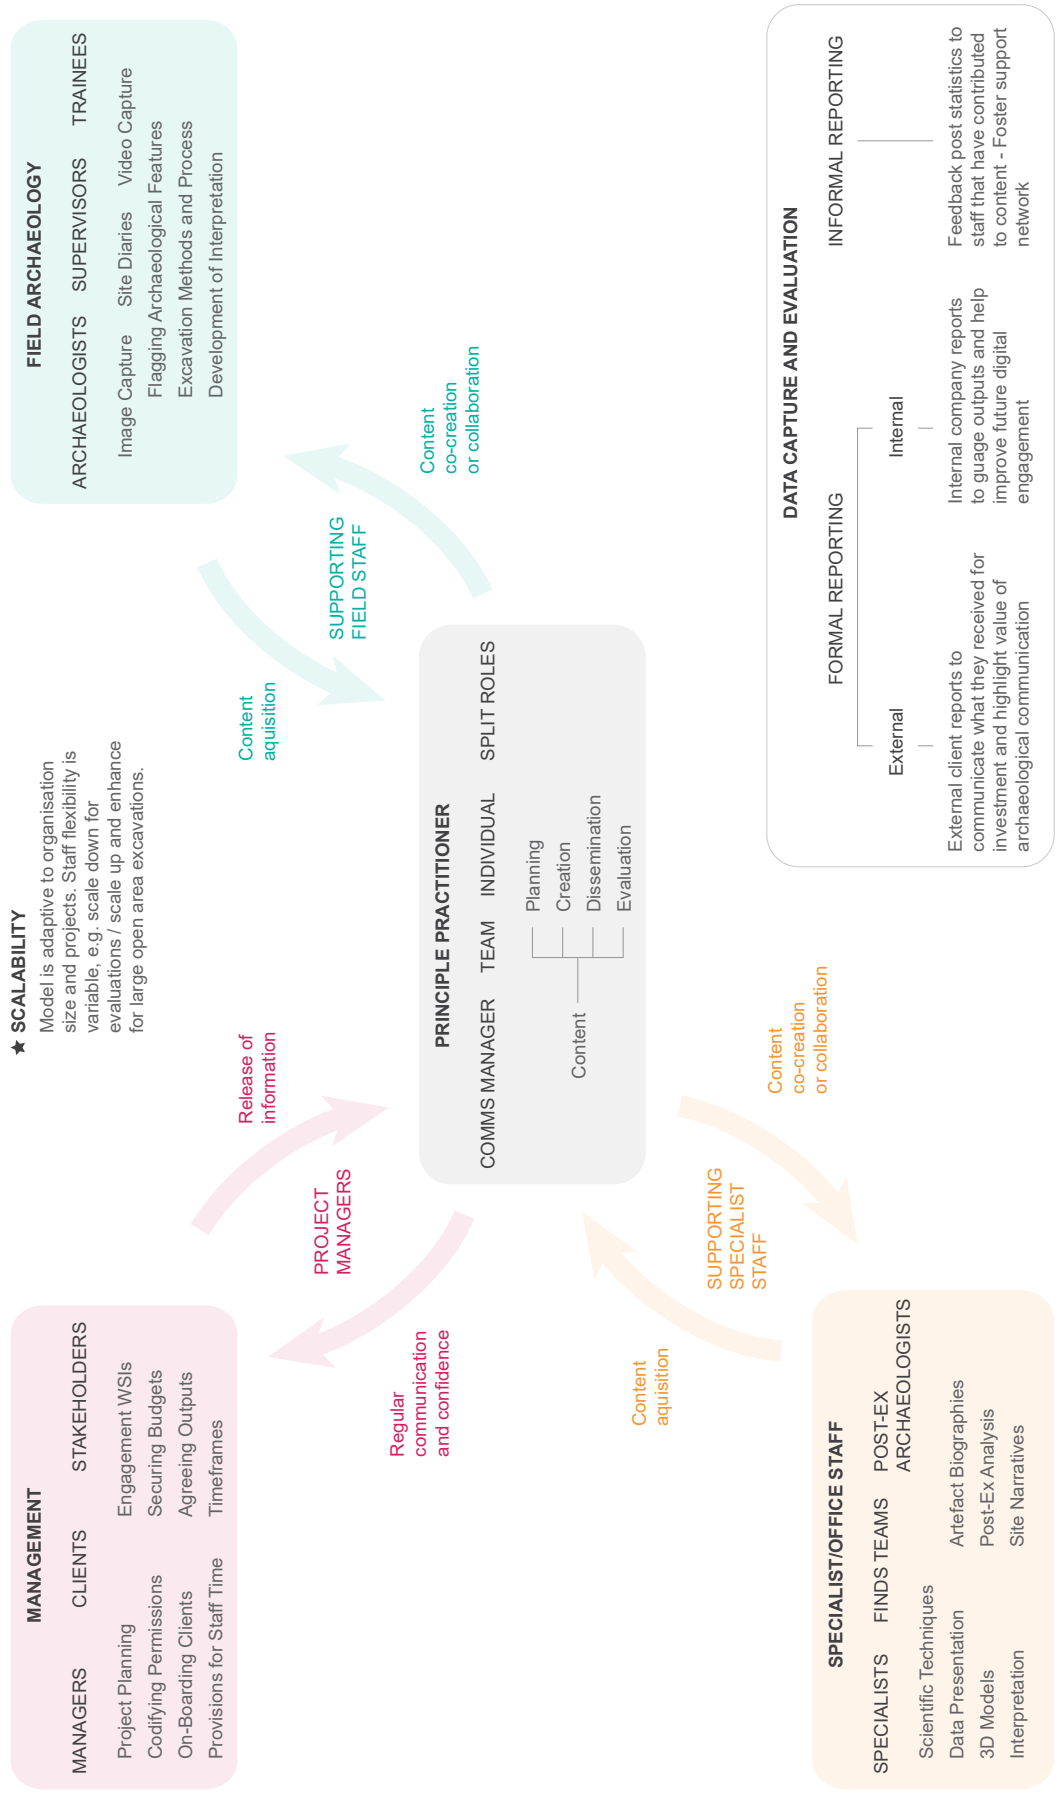 MANAGEMENT
MANAGERS CLIENTS STAKEHOLDERS
Project Planning
Codifying Permissions
On-Boarding Clients
Provisions for Staff Time
Engagement WSIs
Securing Budgets
Agreeing Outputs
Timeframes
★ SCALABILITY
Model is adaptive to organisation
size and projects. Staff flexibility is
variable, e.g. scale down for
evaluations / scale up and enhance
for large open area excavations.
FIELD ARCHAEOLOGY
ARCHAEOLOGISTS SUPERVISORS TRAINEES
Image Capture Site Diaries Video Capture
Flagging Archaeological Features
Excavation Methods and Process
Development of Interpretation
Release of
information
PROJECT
MANAGERS
Regular
communication
and confidence
Content
aquisition
SUPPORTING
FIELD STAFF
Content
co-creation
or collaboration
PRINCIPLE PRACTITIONER
COMMS MANAGER TEAM INDIVIDUAL SPLIT ROLES
Content
Planning
Creation
Dissemination
Evaluation
Content
aquisition
SUPPORTING
SPECIALIST
STAFF
Content
co-creation
or collaboration
SPECIALIST/OFFICE STAFF
SPECIALISTS FINDS TEAMS POST-EX
ARCHAEOLOGISTS
Scientific Techniques
Data Presentation
3D Models
Interpretation
Artefact Biographies
Post-Ex Analysis
Site Narratives
DATA CAPTURE AND EVALUATION
FORMAL REPORTING
External
External client reports to
communicate what they received for
investment and highlight value of
archaeological communication
Internal
Internal company reports
to guage outputs and help
improve future digital
engagement
INFORMAL REPORTING
Feedback post statistics to
staff that have contributed
to content - Foster support
network